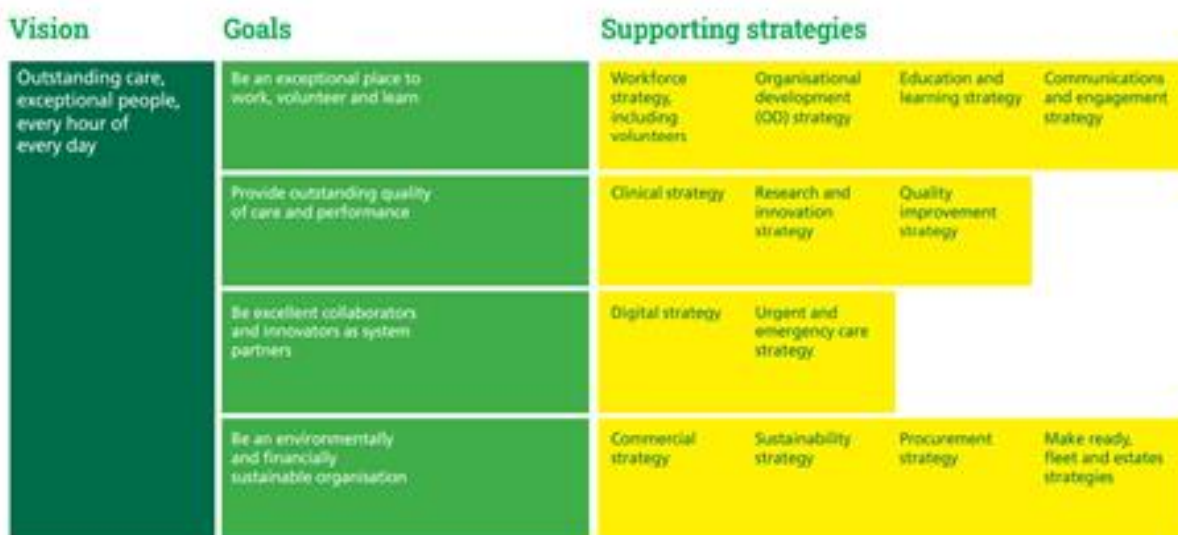 Vision
Goals
Supporting strategies
Outstanding care,
exceptional people,
every hour of
every day
Be an exceptional place to
work, volunteer and learn
Workforce
strategy,
including
volunteers
Organisational
development
(OD) strategy
Education and
learning strategy
Communications
and engagement
strategy
Provide outstanding quality
of care and performance
Clinical strategy
Research and
innovation
strategy
Quality
improvement
strategy
Be excellent collaborators
and innovators as system
partners
Digital strategy
Urgent and
emergency care
strategy
Be an environmentally
and financially
sustainable organisation
Commercial
strategy
Sustainability
strategy
Procurement
strategy
Make ready,
fleet and estates
strategies